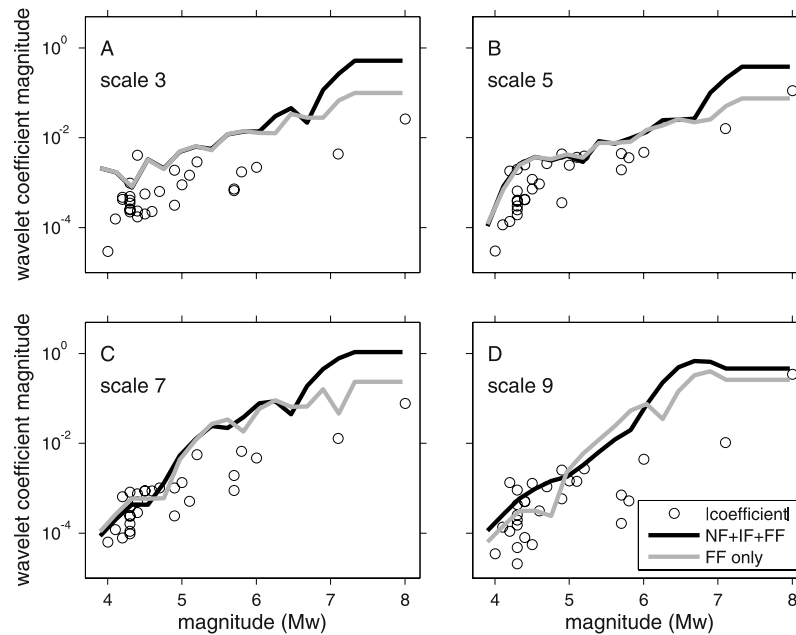 A
scale 3
B
scale 5
10^0
10^-2
10^-4
wavelet coefficient magnitude
C
scale 7
D
scale 9
10^0
10^-2
10^-4
wavelet coefficient magnitude
|coefficient|
NF+IF+FF
FF only
4 5 6 7 8
4 5 6 7 8
magnitude (Mw)
magnitude (Mw)